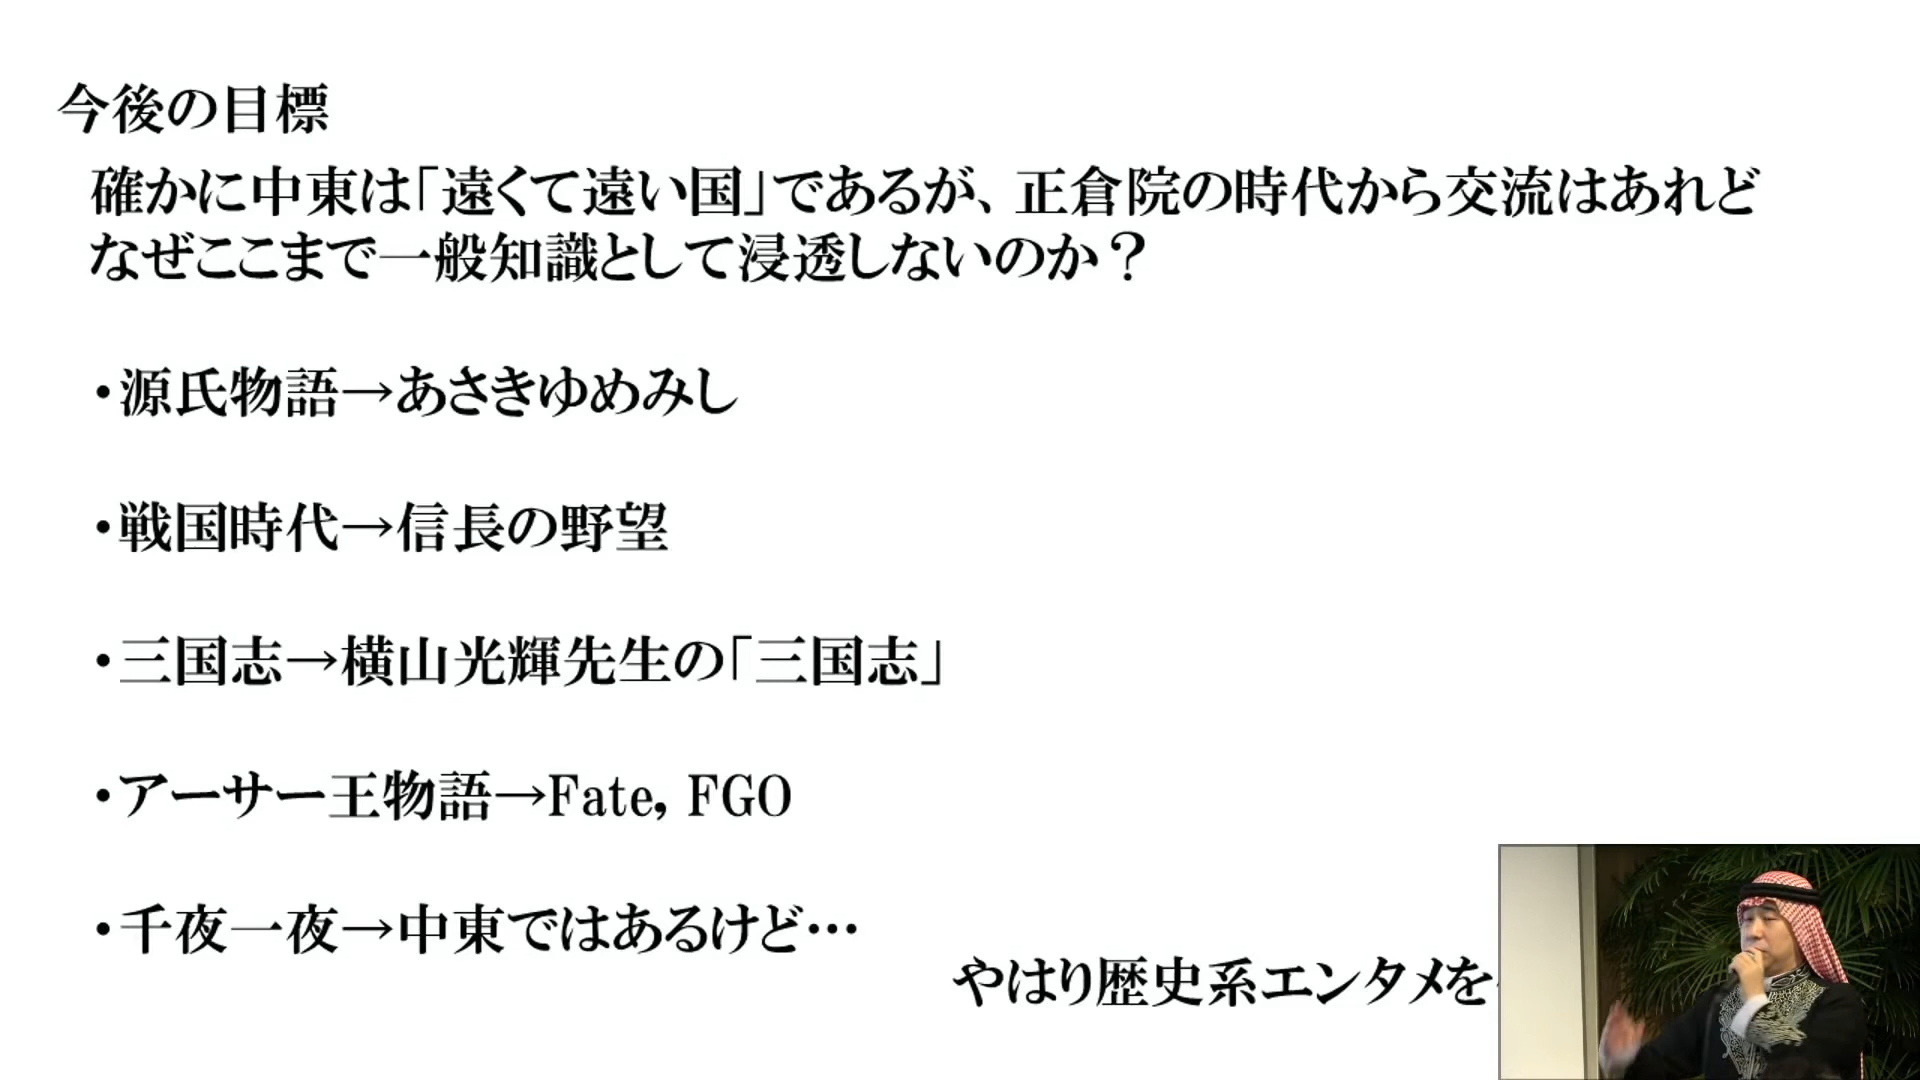 今後の目標
確かに中東は「遠くて遠い国」であるが、正倉院の時代から交流はあれど
なぜここまで一般知識として浸透しないのか？
・源氏物語→あさきゆめみし
・戦国時代→信長の野望
・三国志→横山光輝先生の「三国志」
・アーサー王物語→Fate, FGO
・千夜一夜→中東ではあるけど…
やはり歴史系エンタメを